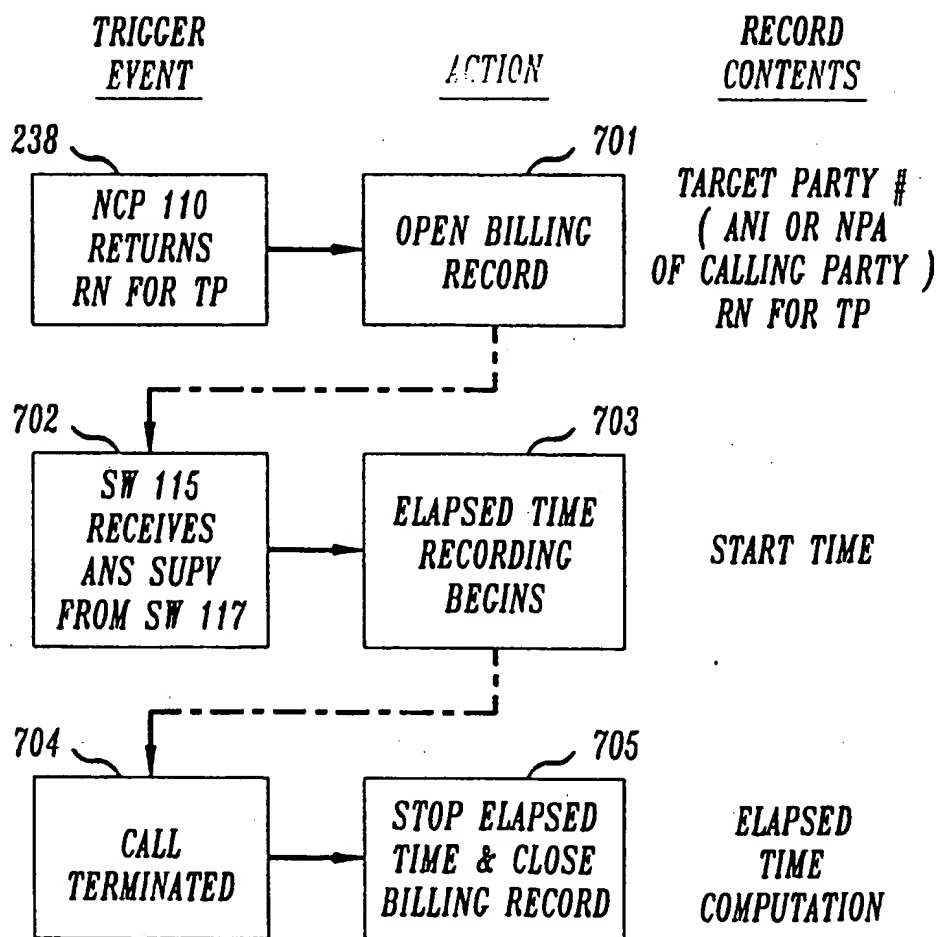 TRIGGER
EVENT
ACTION
RECORD
CONTENTS
238
NCP 110
RETURNS
RN FOR TP
701
OPEN BILLING
RECORD
TARGET PARTY #
( ANI OR NPA
OF CALLING PARTY )
RN FOR TP
702
SW 115
RECEIVES
ANS SUPV
FROM SW 117
703
ELAPSED TIME
RECORDING
BEGINS
START TIME
704
CALL
TERMINATED
705
STOP ELAPSED
TIME & CLOSE
BILLING RECORD
ELAPSED
TIME
COMPUTATION